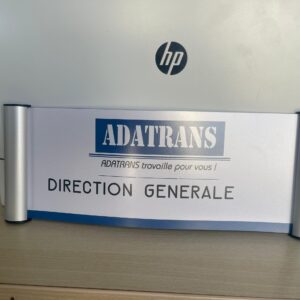 hp
ADATRANS
ADATRANS travaille pour vous !
DIRECTION GENERALE